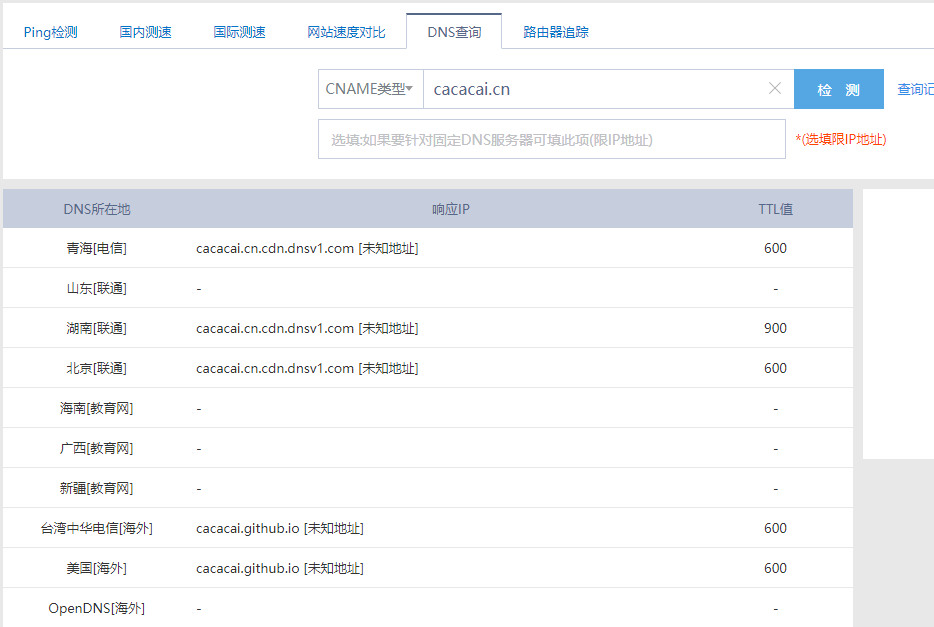 Ping检测 国内测速 国际测速 网站速度对比 DNS查询 路由器追踪
CNAME类型 cacacai.cn 检 测 查询记
选填:如果要针对固定DNS服务器可填此项(限IP地址) *(选填限IP地址)
DNS所在地 响应IP TTL值
青海[电信] cacacai.cn.cdn.dnsv1.com [未知地址] 600
山东[联通] - -
湖南[联通] cacacai.cn.cdn.dnsv1.com [未知地址] 900
北京[联通] cacacai.cn.cdn.dnsv1.com [未知地址] 600
海南[教育网] - -
广西[教育网] - -
新疆[教育网] - -
台湾中华电信[海外] cacacai.github.io [未知地址] 600
美国[海外] cacacai.github.io [未知地址] 600
OpenDNS[海外] - -